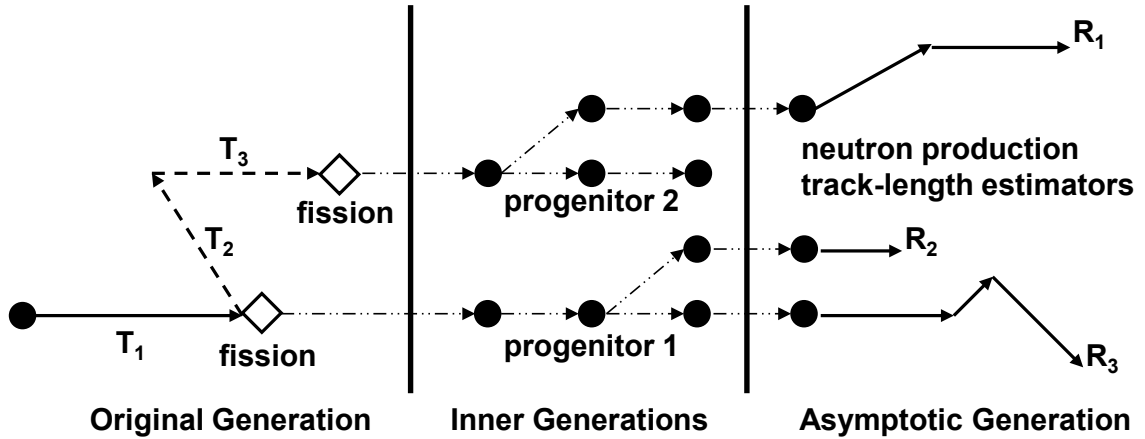 R1
neutron production
track-length estimators
T3
fission
progenitor 2
T2
R2
T1
fission
progenitor 1
R3
Original Generation
Inner Generations
Asymptotic Generation